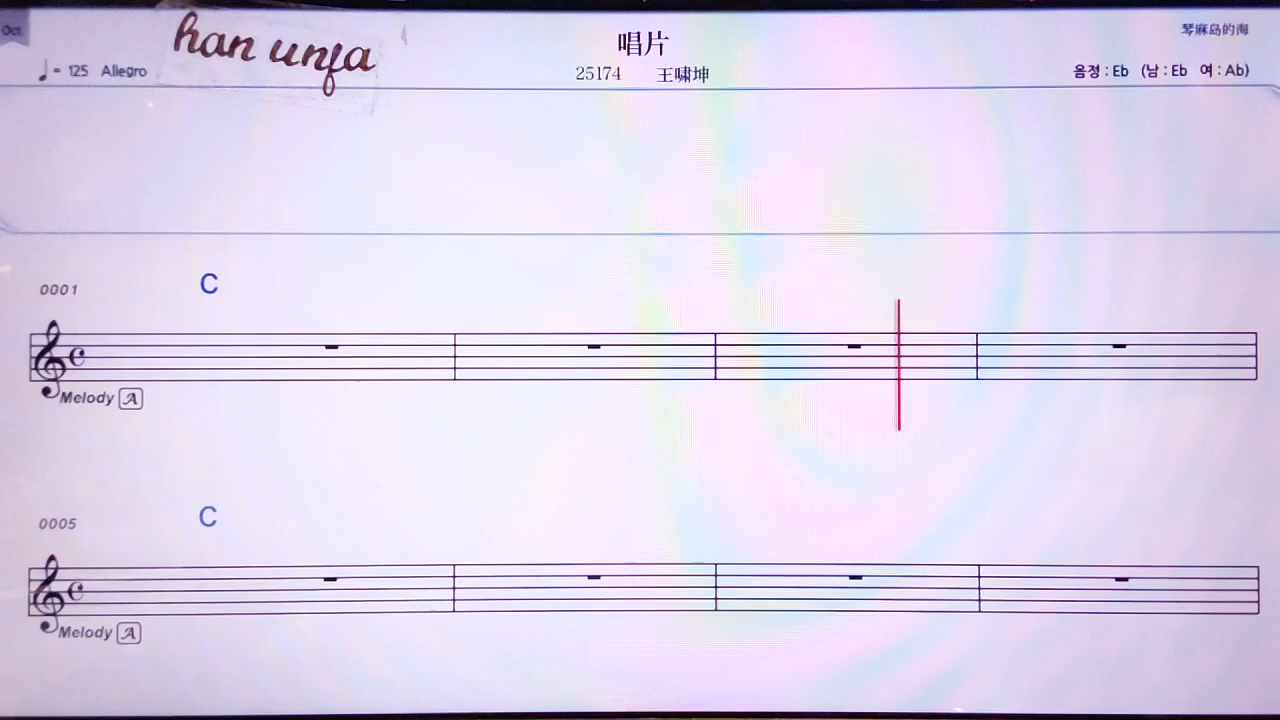 Oct.
han unfa
唱片
琴麻岛的海
♩ = 125 Allegro
25174 王啸坤
음정 : Eb (남 : Eb 여 : Ab)
0001
C
Melody A
0005
C
Melody A